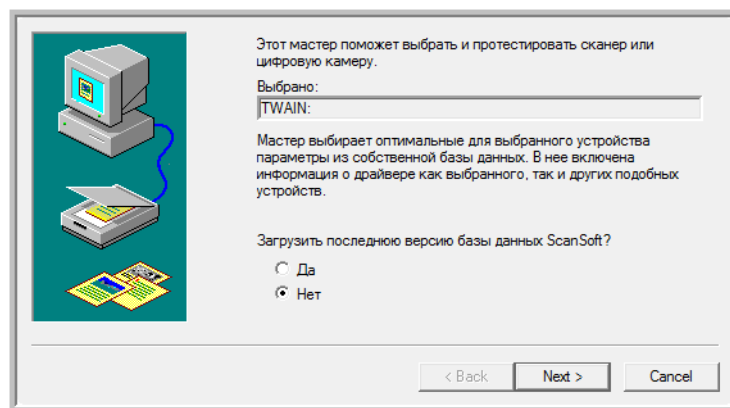 Этот мастер поможет выбрать и протестировать сканер или
цифровую камеру.
Выбрано:
TWAIN:
Мастер выбирает оптимальные для выбранного устройства
параметры из собственной базы данных. В нее включена
информация о драйвере как выбранного, так и других подобных
устройств.
Загрузить последнюю версию базы данных ScanSoft?
Да
Нет
< Back Next > Cancel